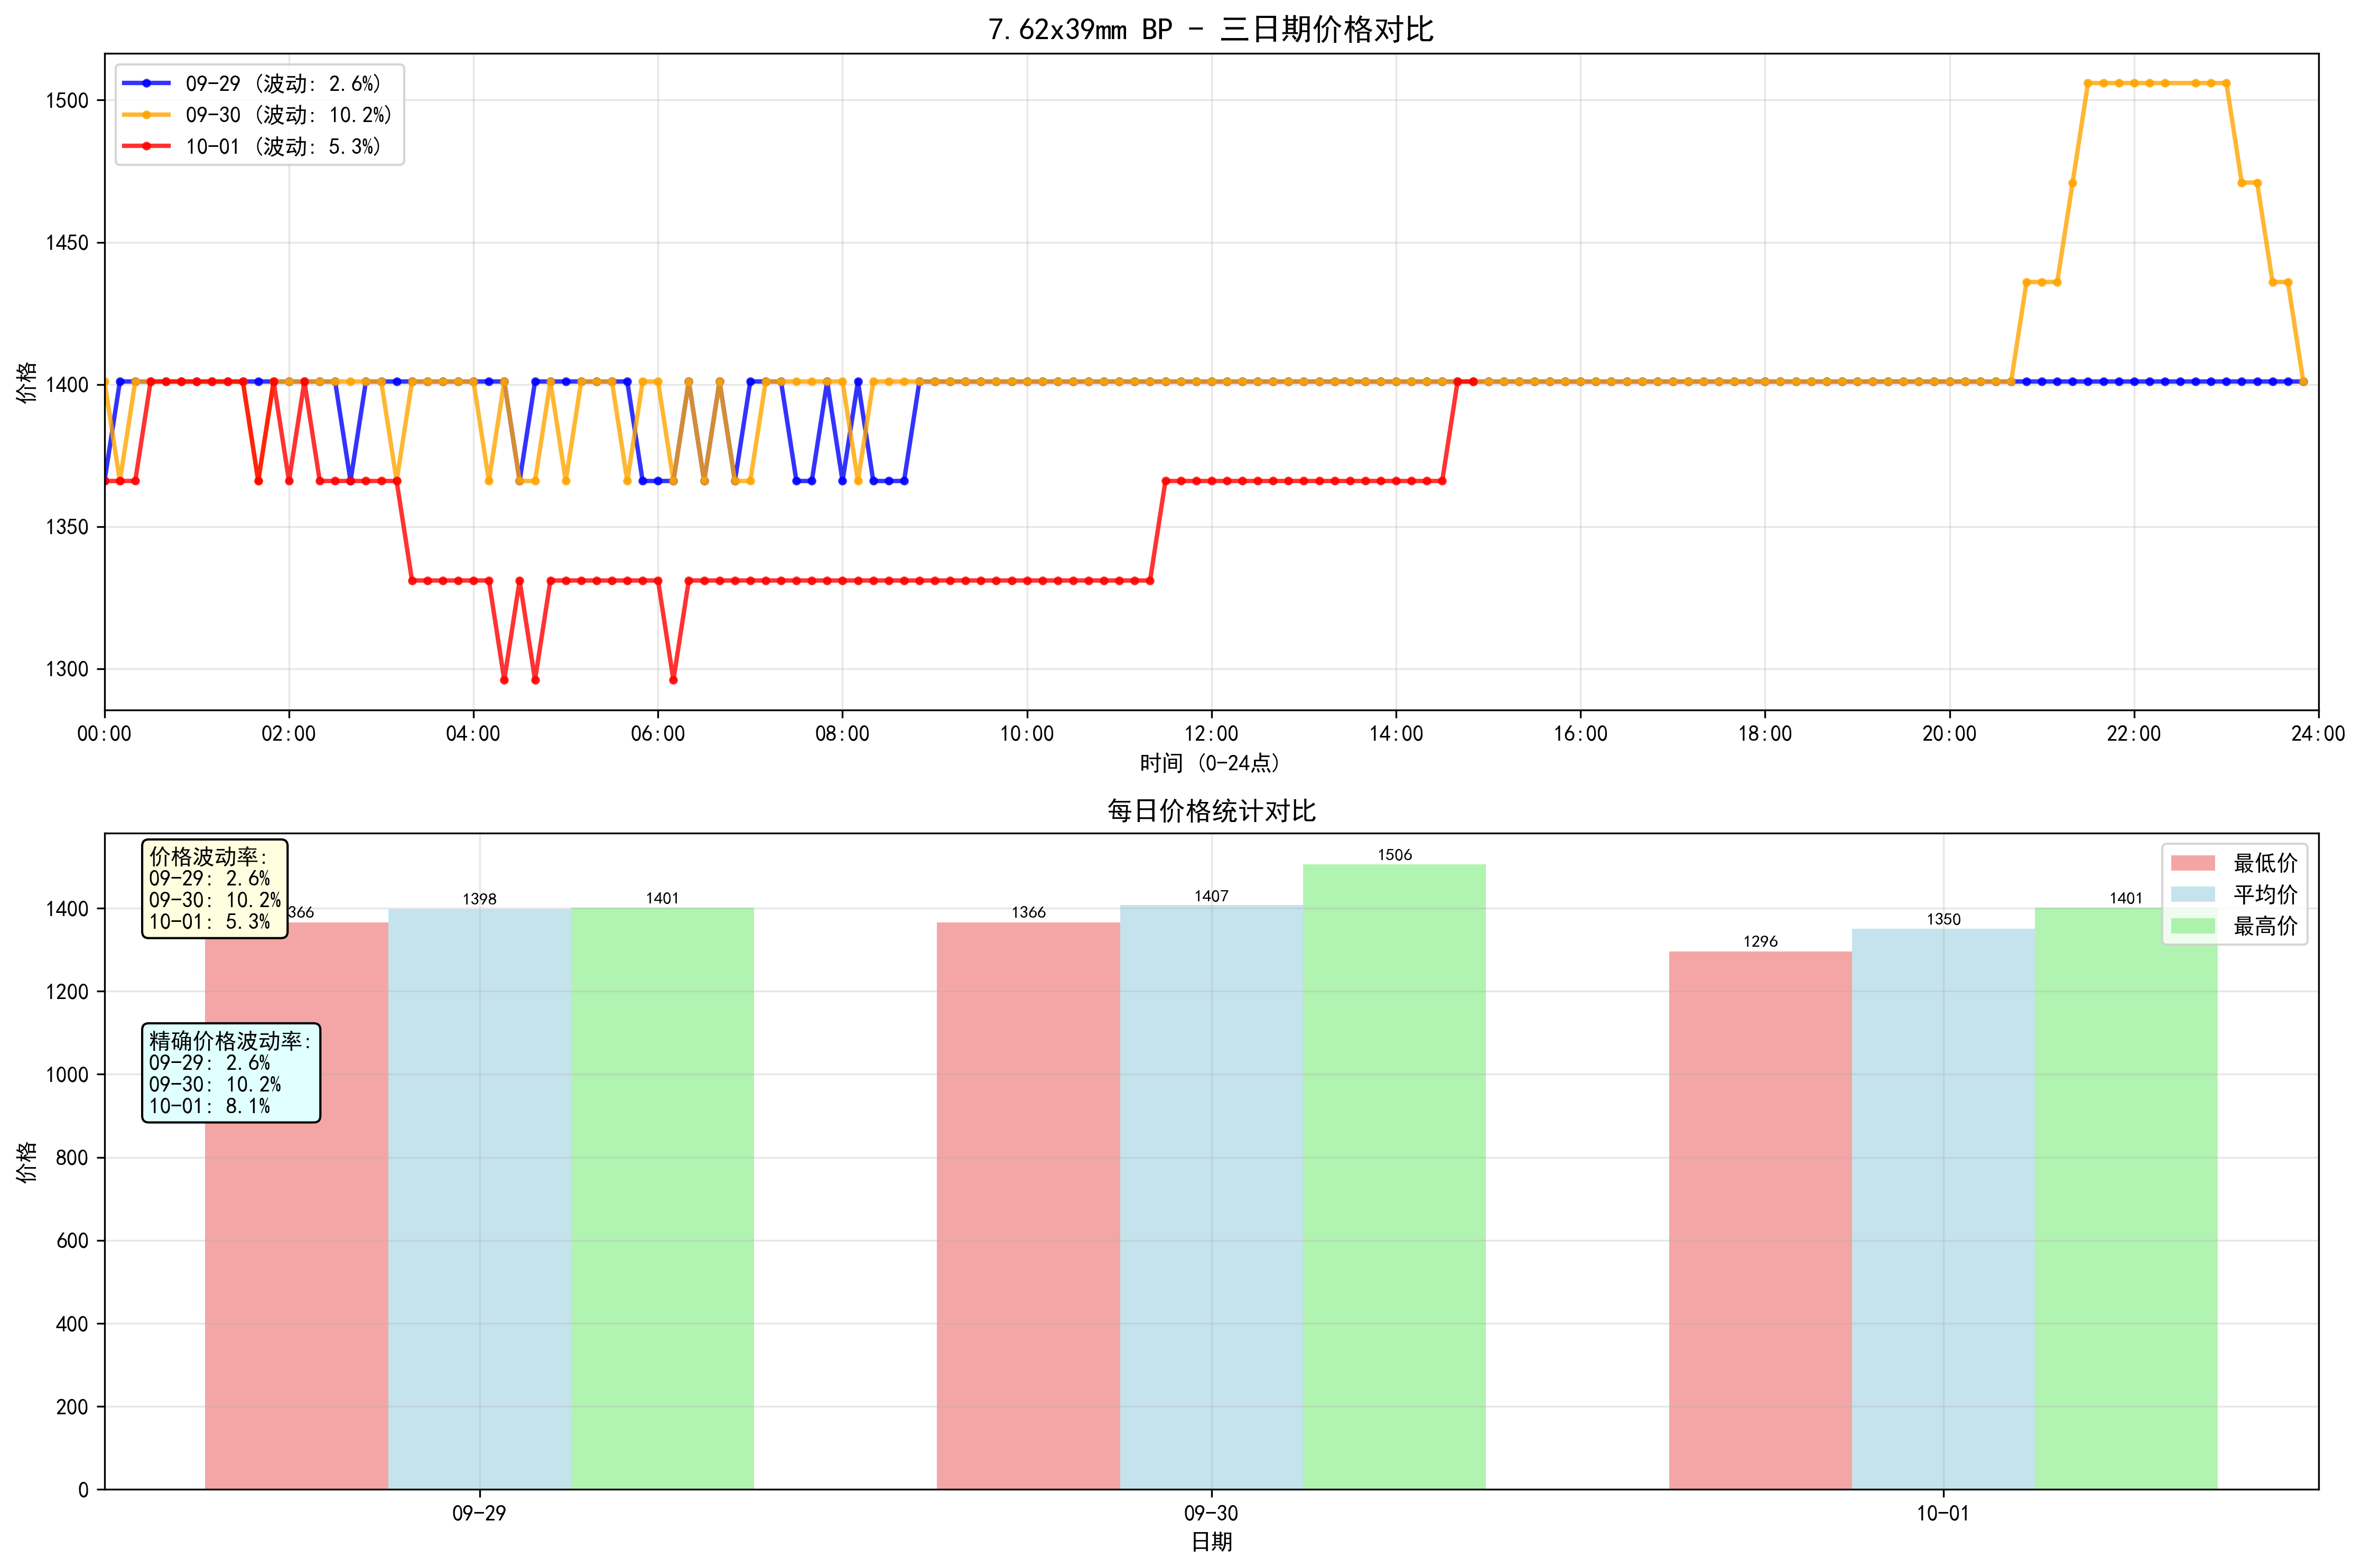 7.62x39mm BP - 三日期价格对比
09-29 (波动: 2.6%)
09-30 (波动: 10.2%)
10-01 (波动: 5.3%)
价格
1500
1450
1400
1350
1300
00:00 02:00 04:00 06:00 08:00 10:00 12:00 14:00 16:00 18:00 20:00 22:00 24:00
时间 (0-24点)
每日价格统计对比
价格波动率:
09-29: 2.6%
09-30: 10.2%
10-01: 5.3%
精确价格波动率:
09-29: 2.6%
09-30: 10.2%
10-01: 8.1%
最低价
平均价
最高价
366 1398 1401
1366 1407 1506
1296 1350 1401
价格
1400
1200
1000
800
600
400
200
0
09-29 09-30 10-01
日期